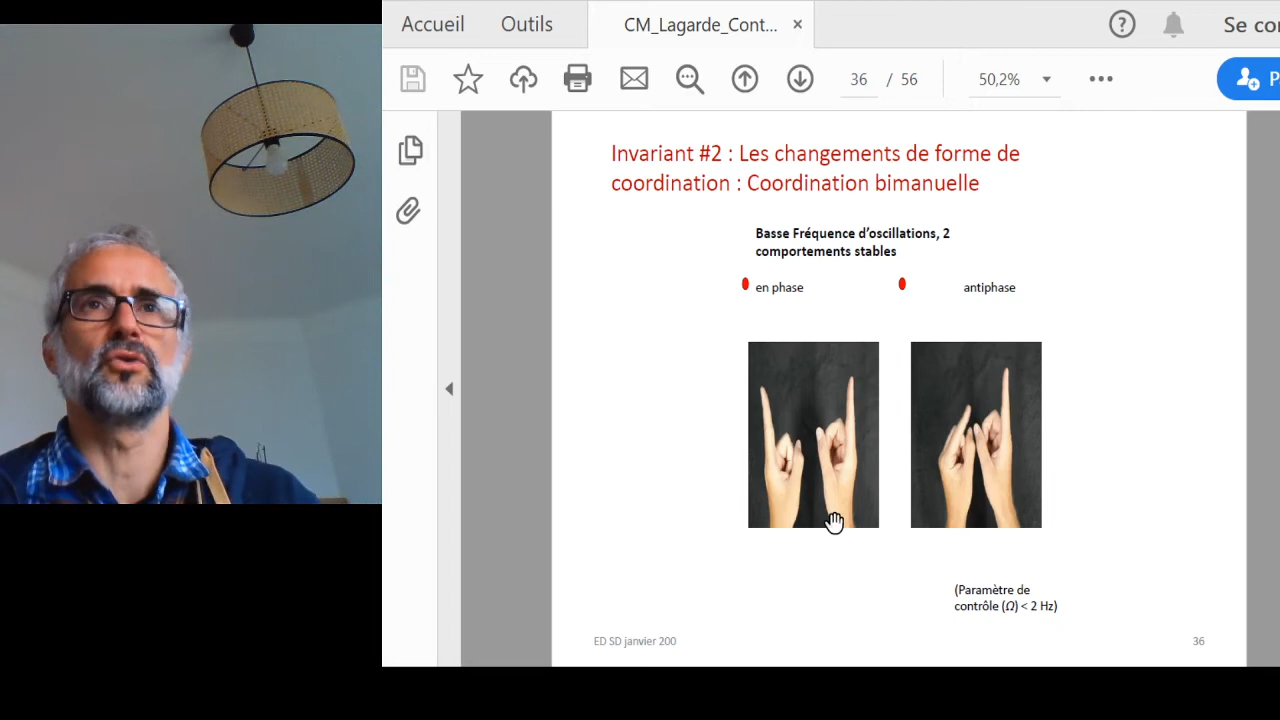 Accueil Outils CM_Lagarde_Cont... × ? Se co
36 / 56 50,2% P
Invariant #2 : Les changements de forme de
coordination : Coordination bimanuelle
Basse Fréquence d’oscillations, 2
comportements stables
en phase antiphase
(Paramètre de
contrôle (Ω) < 2 Hz)
ED SD janvier 200 36